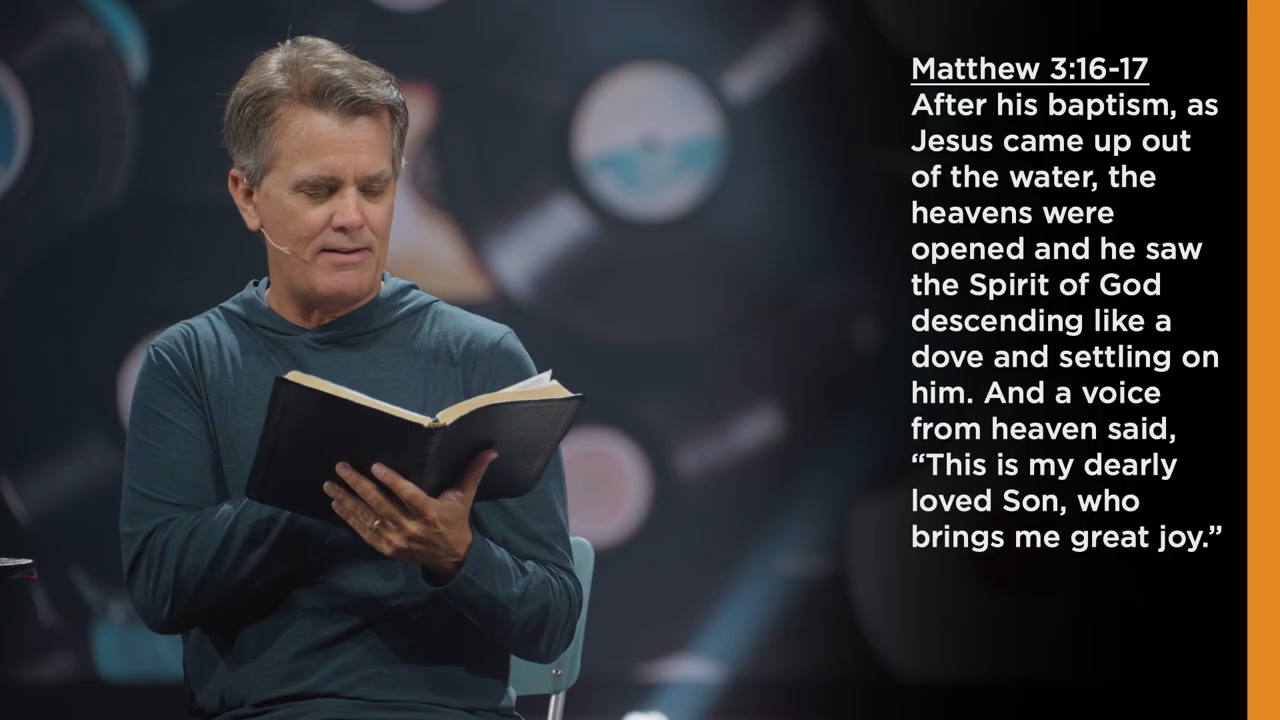 Matthew 3:16-17
After his baptism, as
Jesus came up out
of the water, the
heavens were
opened and he saw
the Spirit of God
descending like a
dove and settling on
him. And a voice
from heaven said,
“This is my dearly
loved Son, who
brings me great joy.”